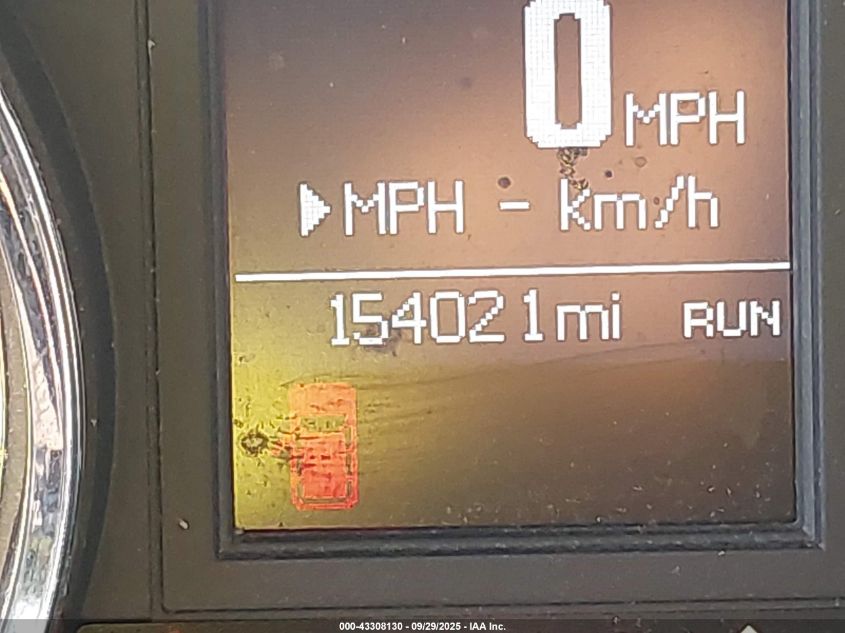 0 MPH
MPH - km/h
154021mi RUN
000-43308130 - 09/29/2025 - IAA Inc.